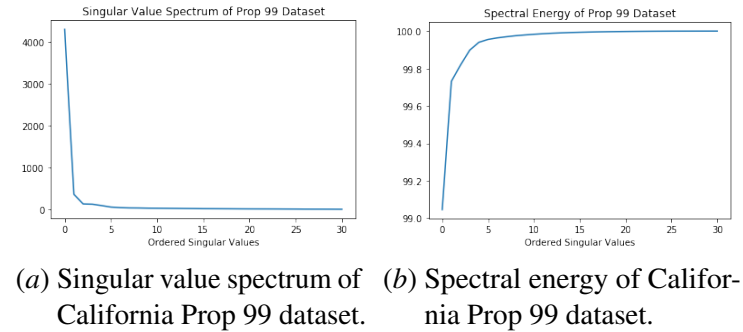 Singular Value Spectrum of Prop 99 Dataset
4000
3000
2000
1000
0
0 5 10 15 20 25 30
Ordered Singular Values
Spectral Energy of Prop 99 Dataset
100.0
99.8
99.6
99.4
99.2
99.0
0 5 10 15 20 25 30
Ordered Singular Values
(a) Singular value spectrum of
California Prop 99 dataset.
(b) Spectral energy of Califor-
nia Prop 99 dataset.